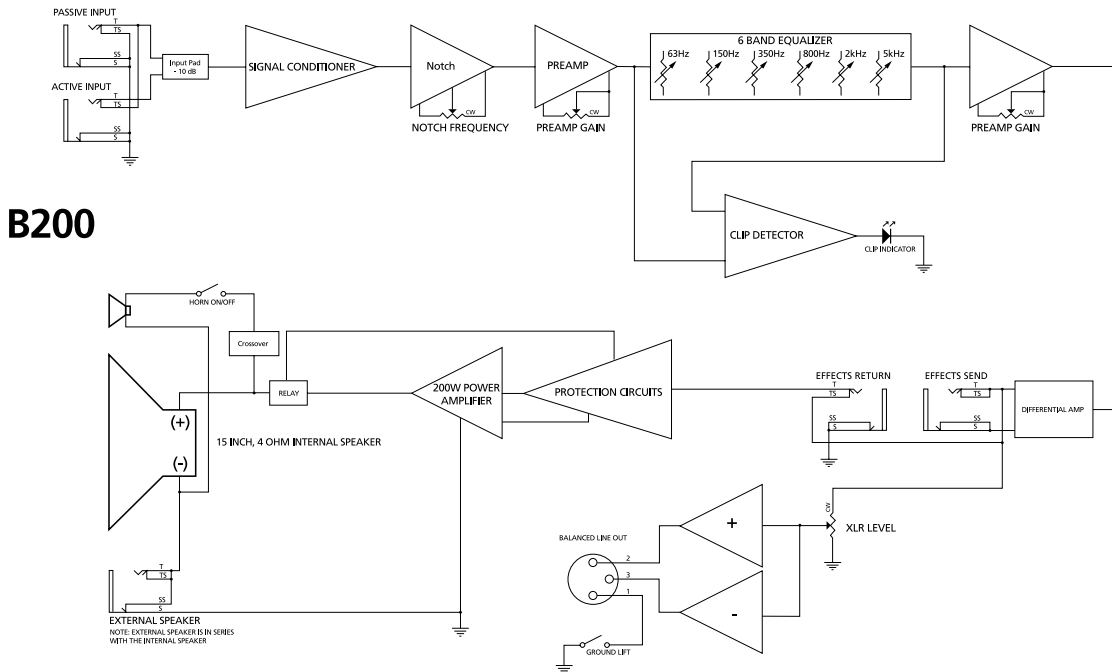 PASSIVE INPUT
T
TS
SS
S
ACTIVE INPUT
T
TS
SS
S
Input Pad
- 10 dB
SIGNAL CONDITIONER
Notch
CW
NOTCH FREQUENCY
PREAMP
CW
PREAMP GAIN
6 BAND EQUALIZER
63Hz 150Hz 350Hz 800Hz 2kHz 5kHz
CW
PREAMP GAIN
CLIP DETECTOR
CLIP INDICATOR
B200
HORN ON/OFF
Crossover
RELAY
200W POWER
AMPLIFIER
PROTECTION CIRCUITS
EFFECTS RETURN
T
TS
SS
S
EFFECTS SEND
T
TS
SS
S
DIFFERENTIAL AMP
(+)
(-)
15 INCH, 4 OHM INTERNAL SPEAKER
CW
XLR LEVEL
+
-
BALANCED LINE OUT
2
3
1
GROUND LIFT
T
TS
SS
S
EXTERNAL SPEAKER
NOTE: EXTERNAL SPEAKER IS IN SERIES
WITH THE INTERNAL SPEAKER